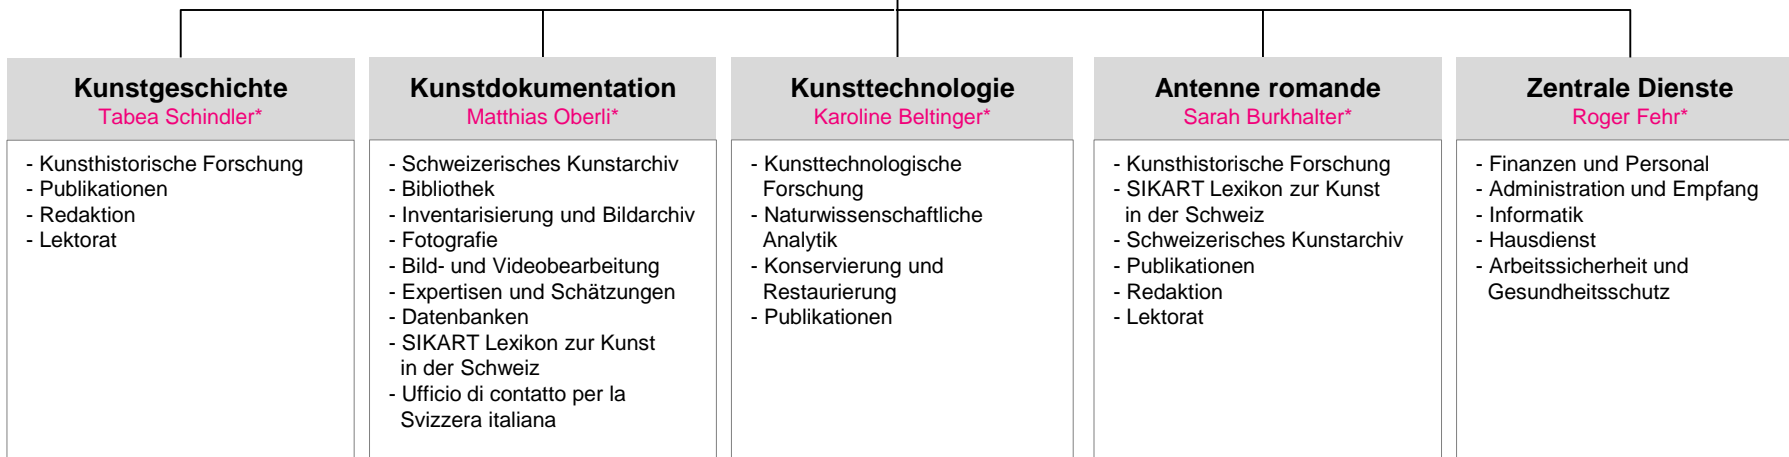 Kunstgeschichte
Tabea Schindler*
- Kunsthistorische Forschung
- Publikationen
- Redaktion
- Lektorat
Kunstdokumentation
Matthias Oberli*
- Schweizerisches Kunstarchiv
- Bibliothek
- Inventarisierung und Bildarchiv
- Fotografie
- Bild- und Videobearbeitung
- Expertisen und Schätzungen
- Datenbanken
- SIKART Lexikon zur Kunst
in der Schweiz
- Ufficio di contatto per la
Svizzera italiana
Kunsttechnologie
Karoline Beltinger*
- Kunsttechnologische
Forschung
- Naturwissenschaftliche
Analytik
- Konservierung und
Restaurierung
- Publikationen
Antenne romande
Sarah Burkhalter*
- Kunsthistorische Forschung
- SIKART Lexikon zur Kunst
in der Schweiz
- Schweizerisches Kunstarchiv
- Publikationen
- Redaktion
- Lektorat
Zentrale Dienste
Roger Fehr*
- Finanzen und Personal
- Administration und Empfang
- Informatik
- Hausdienst
- Arbeitssicherheit und
Gesundheitsschutz